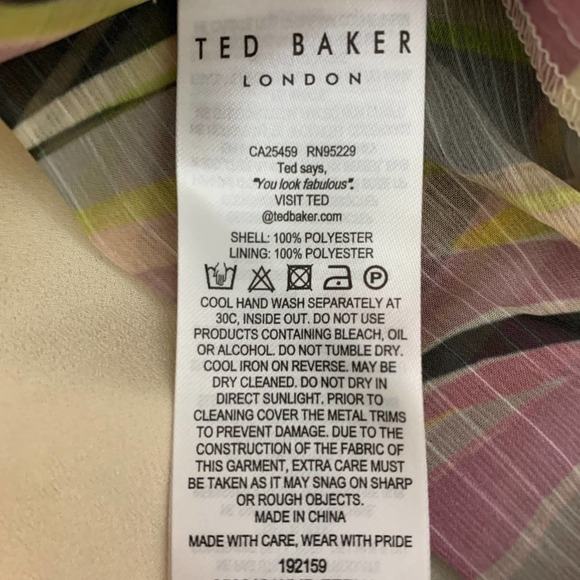 TED BAKER
LONDON
CA25459 RN95229
Ted says,
"You look fabulous".
VISIT TED
@tedbaker.com
SHELL: 100% POLYESTER
LINING: 100% POLYESTER
P
COOL HAND WASH SEPARATELY AT
30C, INSIDE OUT. DO NOT USE
PRODUCTS CONTAINING BLEACH, OIL
OR ALCOHOL. DO NOT TUMBLE DRY.
COOL IRON ON REVERSE. MAY BE
DRY CLEANED. DO NOT DRY IN
DIRECT SUNLIGHT. PRIOR TO
CLEANING COVER THE METAL TRIMS
TO PREVENT DAMAGE. DUE TO THE
CONSTRUCTION OF THE FABRIC OF
THIS GARMENT, EXTRA CARE MUST
BE TAKEN AS IT MAY SNAG ON SHARP
OR ROUGH OBJECTS.
MADE IN CHINA
MADE WITH CARE, WEAR WITH PRIDE
192159